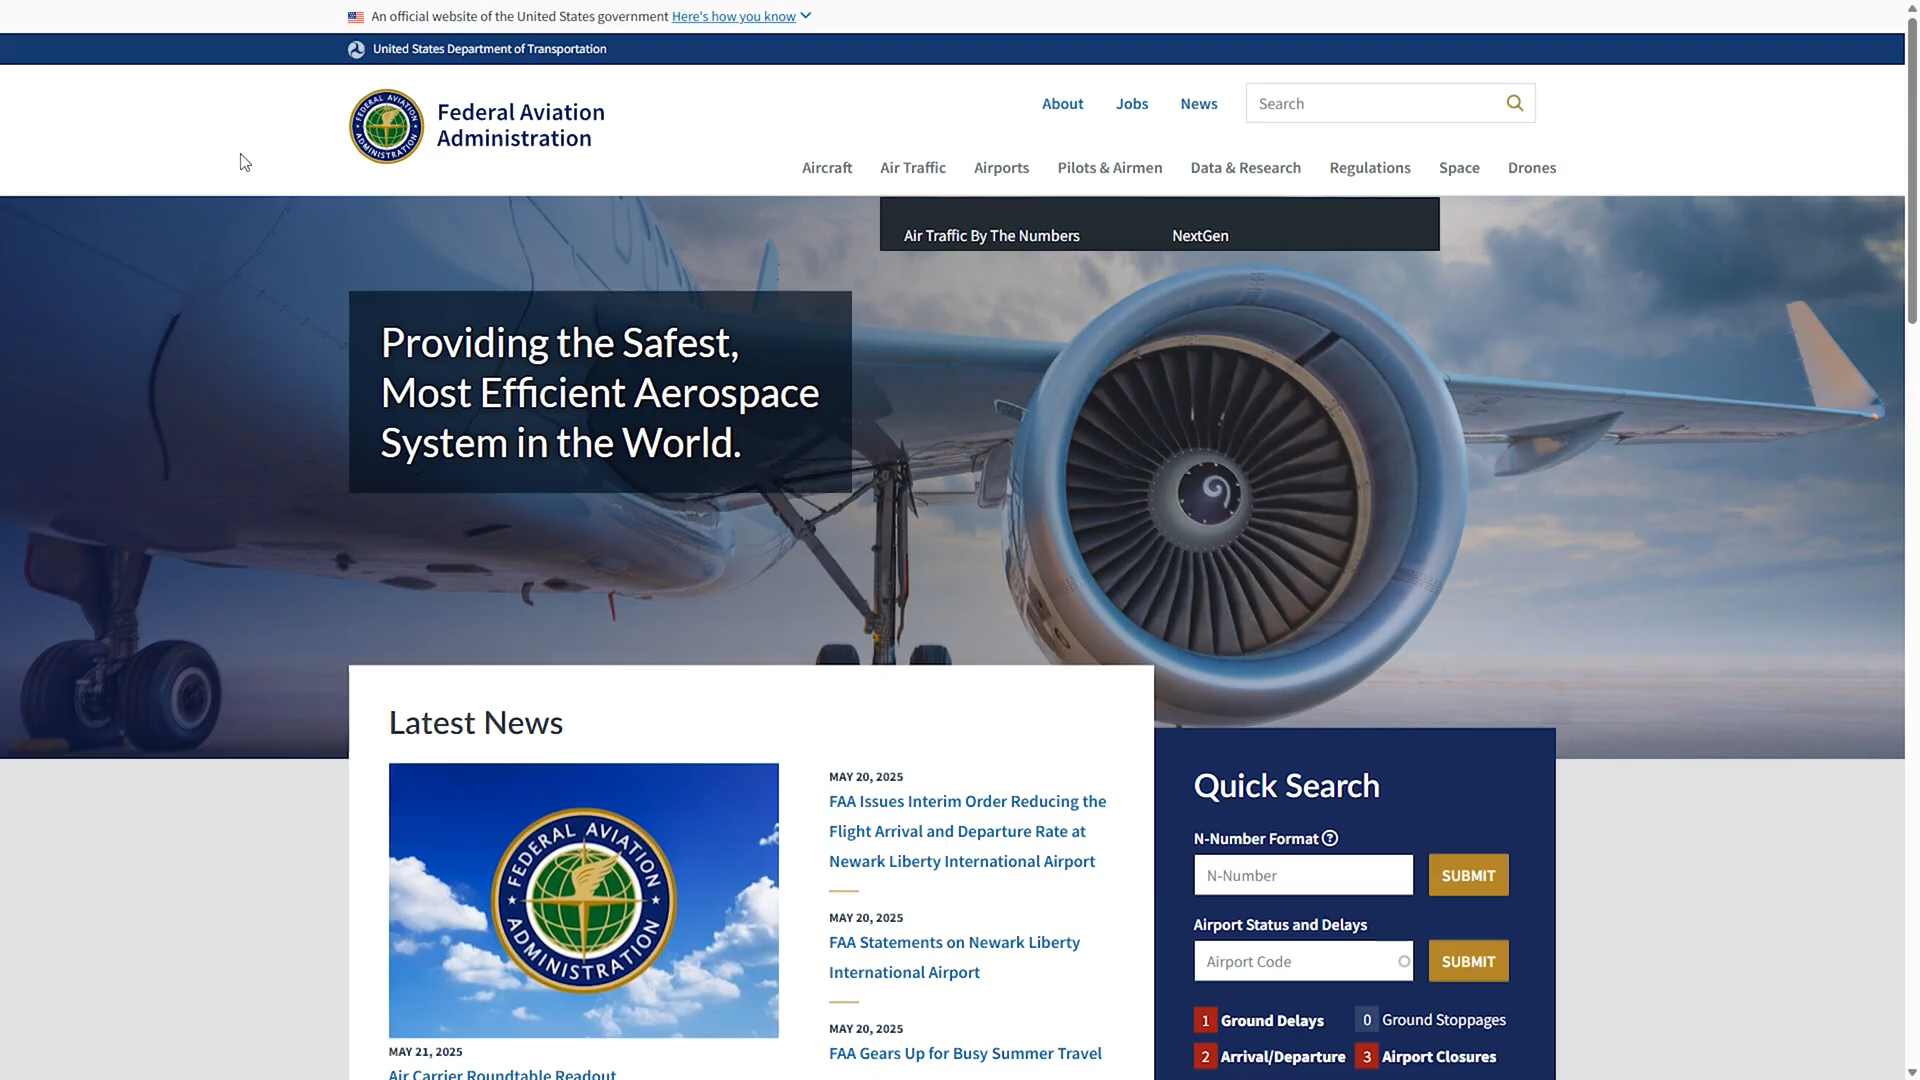 An official website of the United States government Here's how you know
United States Department of Transportation
FEDERAL AVIATION ADMINISTRATION
Federal Aviation
Administration
About Jobs News Search
Aircraft Air Traffic Airports Pilots & Airmen Data & Research Regulations Space Drones
Air Traffic By The Numbers NextGen
Providing the Safest,
Most Efficient Aerospace
System in the World.
Latest News
FEDERAL AVIATION
ADMINISTRATION
MAY 21, 2025
Air Carrier Roundtable Readout
MAY 20, 2025
FAA Issues Interim Order Reducing the
Flight Arrival and Departure Rate at
Newark Liberty International Airport
MAY 20, 2025
FAA Statements on Newark Liberty
International Airport
MAY 20, 2025
FAA Gears Up for Busy Summer Travel
Quick Search
N-Number Format ?
N-Number SUBMIT
Airport Status and Delays
Airport Code SUBMIT
1 Ground Delays 0 Ground Stoppages
2 Arrival/Departure 3 Airport Closures